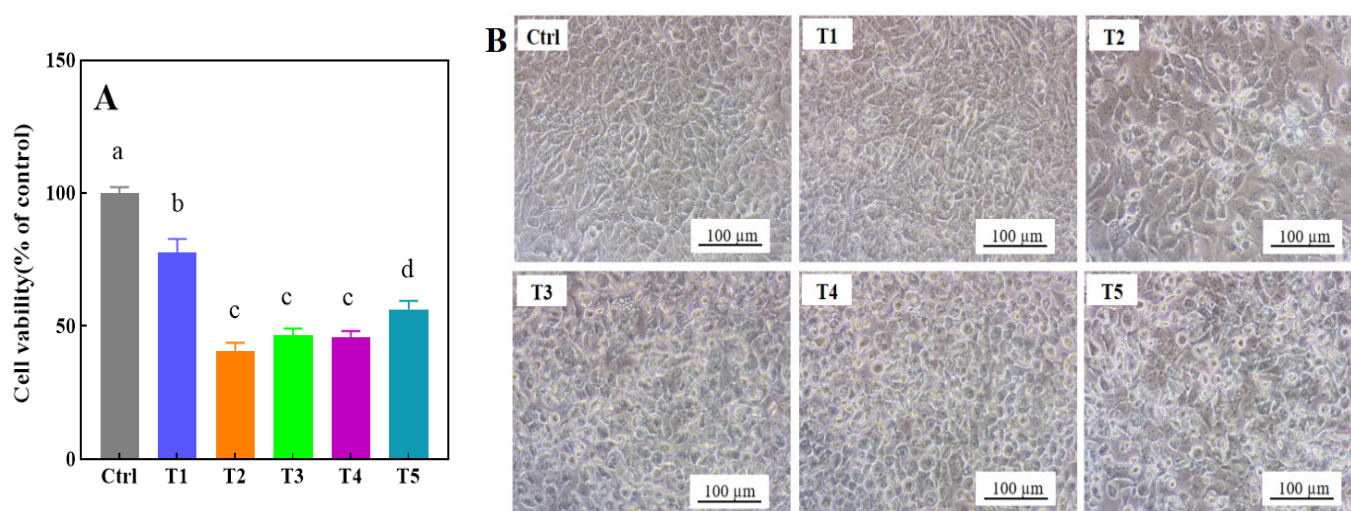 A
Cell viability(% of control)
150
100
50
0
a
b
c
c
c
d
Ctrl T1 T2 T3 T4 T5
B
Ctrl
100 µm
T1
100 µm
T2
100 µm
T3
100 µm
T4
100 µm
T5
100 µm